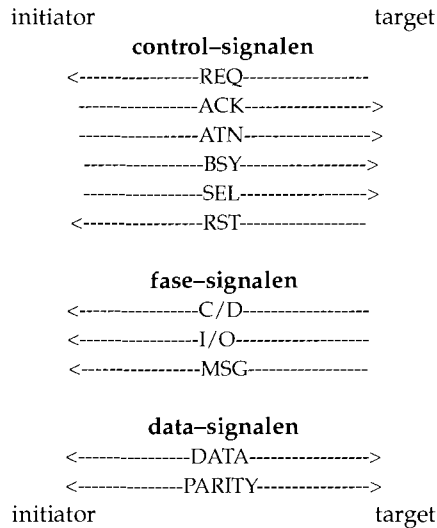 initiator target
control-signalen
<---------------REQ----------------
---------------ACK---------------->
---------------ATN---------------->
---------------BSY---------------->
---------------SEL---------------->
<---------------RST----------------
fase-signalen
<---------------C/D----------------
<---------------I/O----------------
<---------------MSG----------------
data-signalen
<--------------DATA--------------->
<--------------PARITY-------------->
initiator target